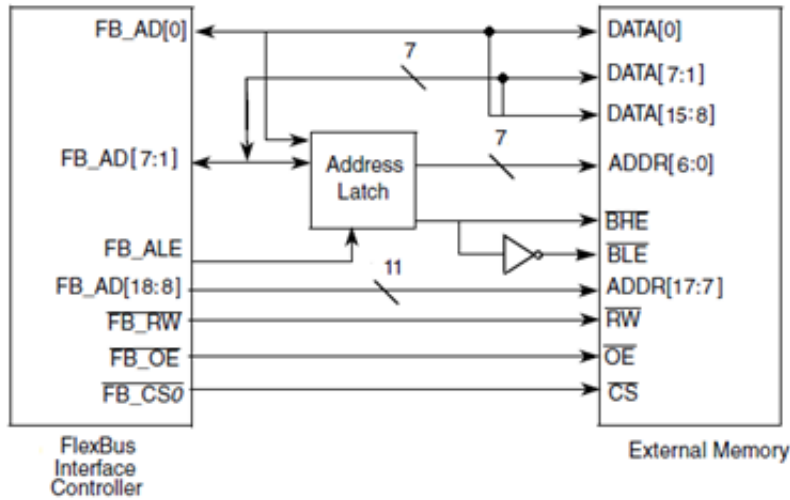 FB_AD[0]
DATA[0]
7
DATA[7:1]
DATA[15:8]
7
FB_AD[7:1]
Address
Latch
ADDR[6:0]
BHE
FB_ALE
BLE
11
FB_AD[18:8]
ADDR[17:7]
FB_RW
RW
FB_OE
OE
FB_CS0
CS
FlexBus
Interface
Controller
External Memory